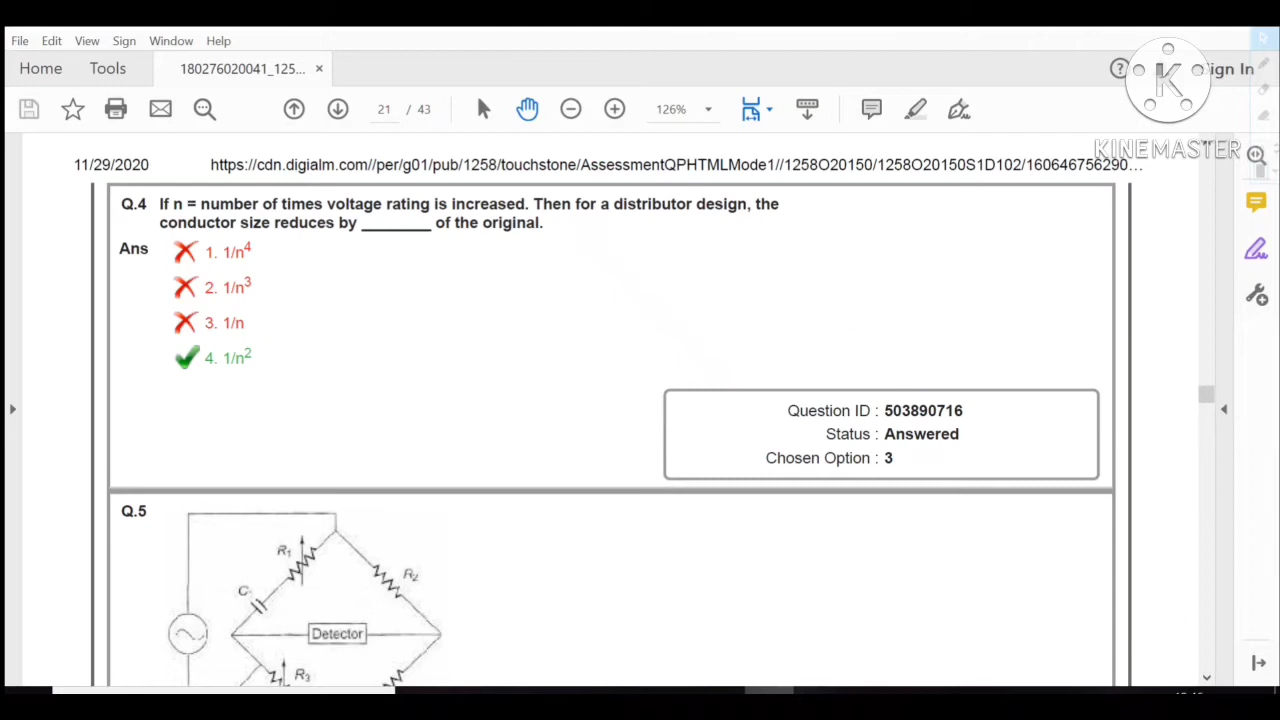 File Edit View Sign Window Help
Home Tools 180276020041_125... × ? Sign In
K
21 / 43 126%
KINEMASTER
11/29/2020 https://cdn.digialm.com//per/g01/pub/1258/touchstone/AssessmentQPHTMLMode1//1258O20150/1258O20150S1D102/160646756290...
Q.4 If n = number of times voltage rating is increased. Then for a distributor design, the
conductor size reduces by ________ of the original.
Ans 1. 1/n⁴
2. 1/n³
3. 1/n
4. 1/n²
Question ID : 503890716
Status : Answered
Chosen Option : 3
Q.5
R₁
R₂
C
Detector
R₃